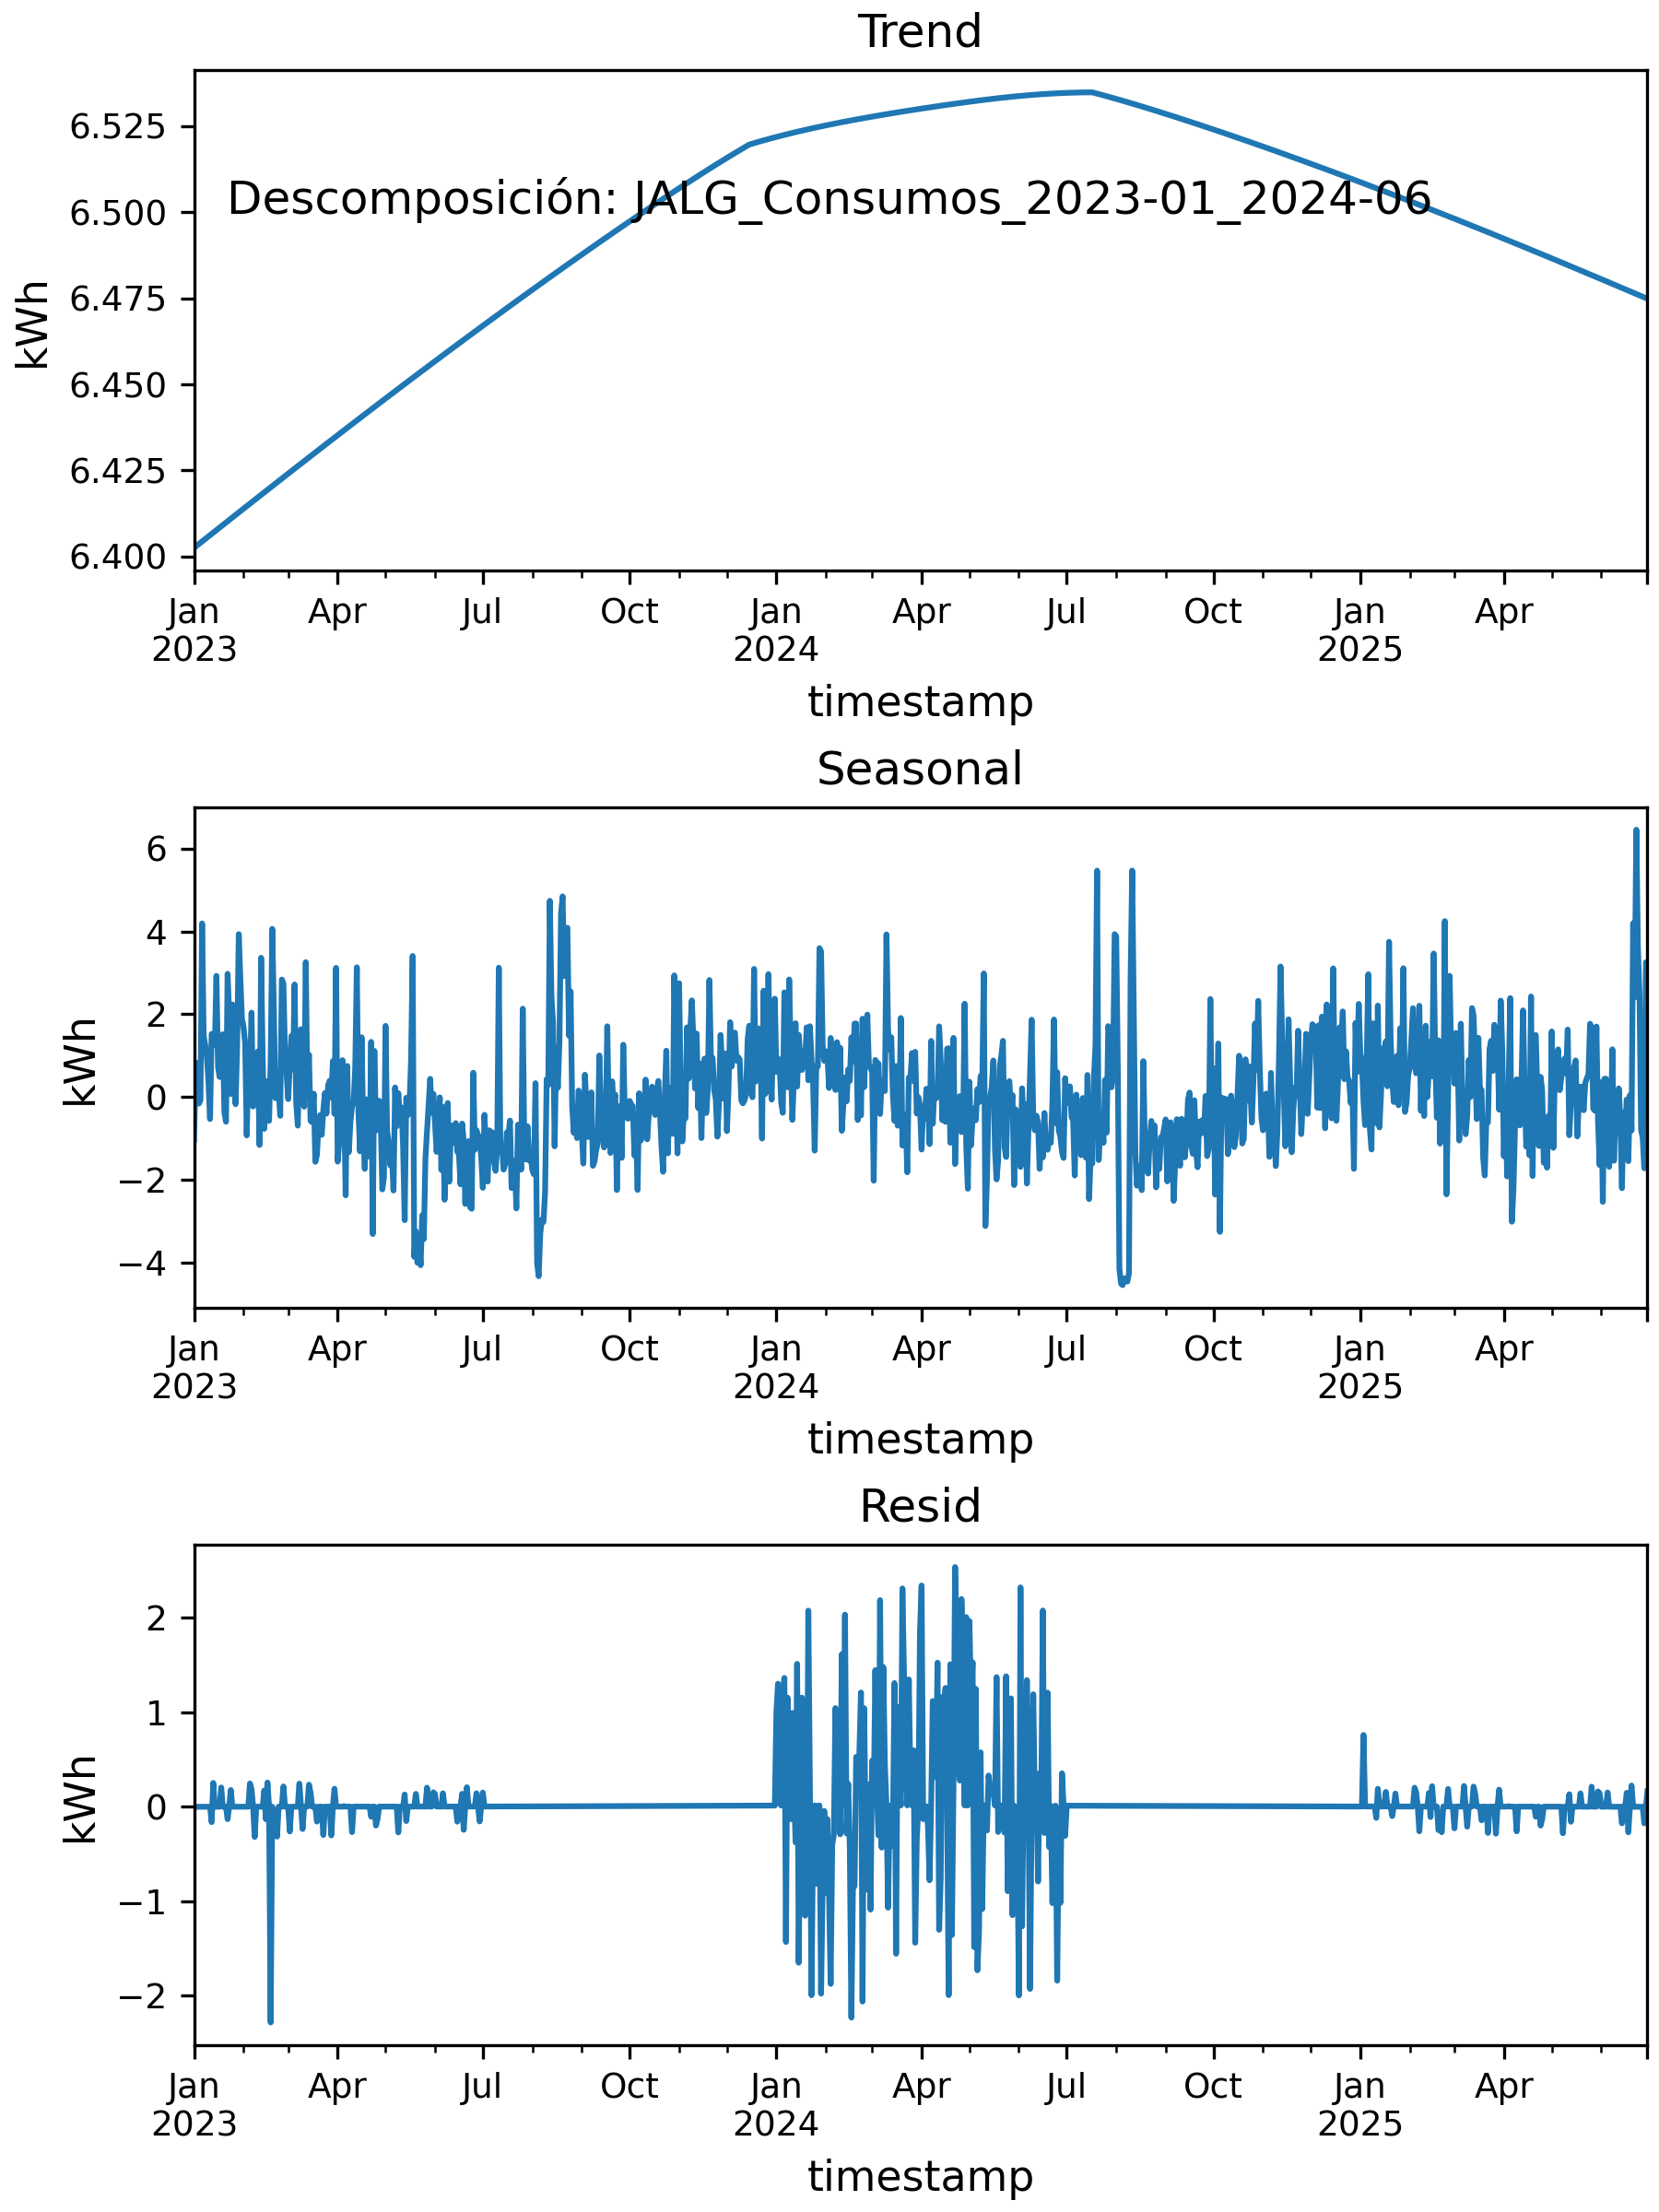 Trend
6.525
Descomposición: JALG_Consumos_2023-01_2024-06
6.500
6.475
kWh
6.450
6.425
6.400
Jan Apr Jul Oct Jan Apr Jul Oct Jan Apr
2023 2024 2025
timestamp
Seasonal
6
4
2
kWh
0
−2
−4
Jan Apr Jul Oct Jan Apr Jul Oct Jan Apr
2023 2024 2025
timestamp
Resid
2
1
kWh
0
−1
−2
Jan Apr Jul Oct Jan Apr Jul Oct Jan Apr
2023 2024 2025
timestamp